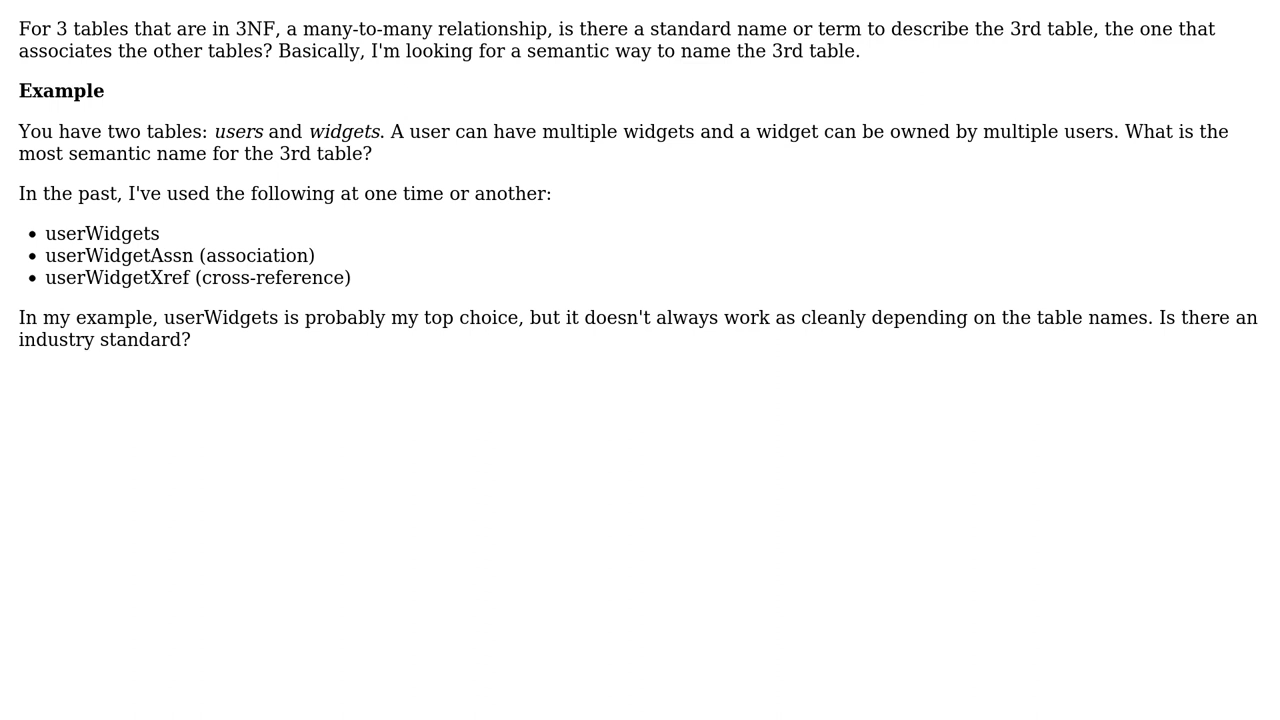 For 3 tables that are in 3NF, a many-to-many relationship, is there a standard name or term to describe the 3rd table, the one that
associates the other tables? Basically, I'm looking for a semantic way to name the 3rd table.
Example
You have two tables: users and widgets. A user can have multiple widgets and a widget can be owned by multiple users. What is the
most semantic name for the 3rd table?
In the past, I've used the following at one time or another:
• userWidgets
• userWidgetAssn (association)
• userWidgetXref (cross-reference)
In my example, userWidgets is probably my top choice, but it doesn't always work as cleanly depending on the table names. Is there an
industry standard?